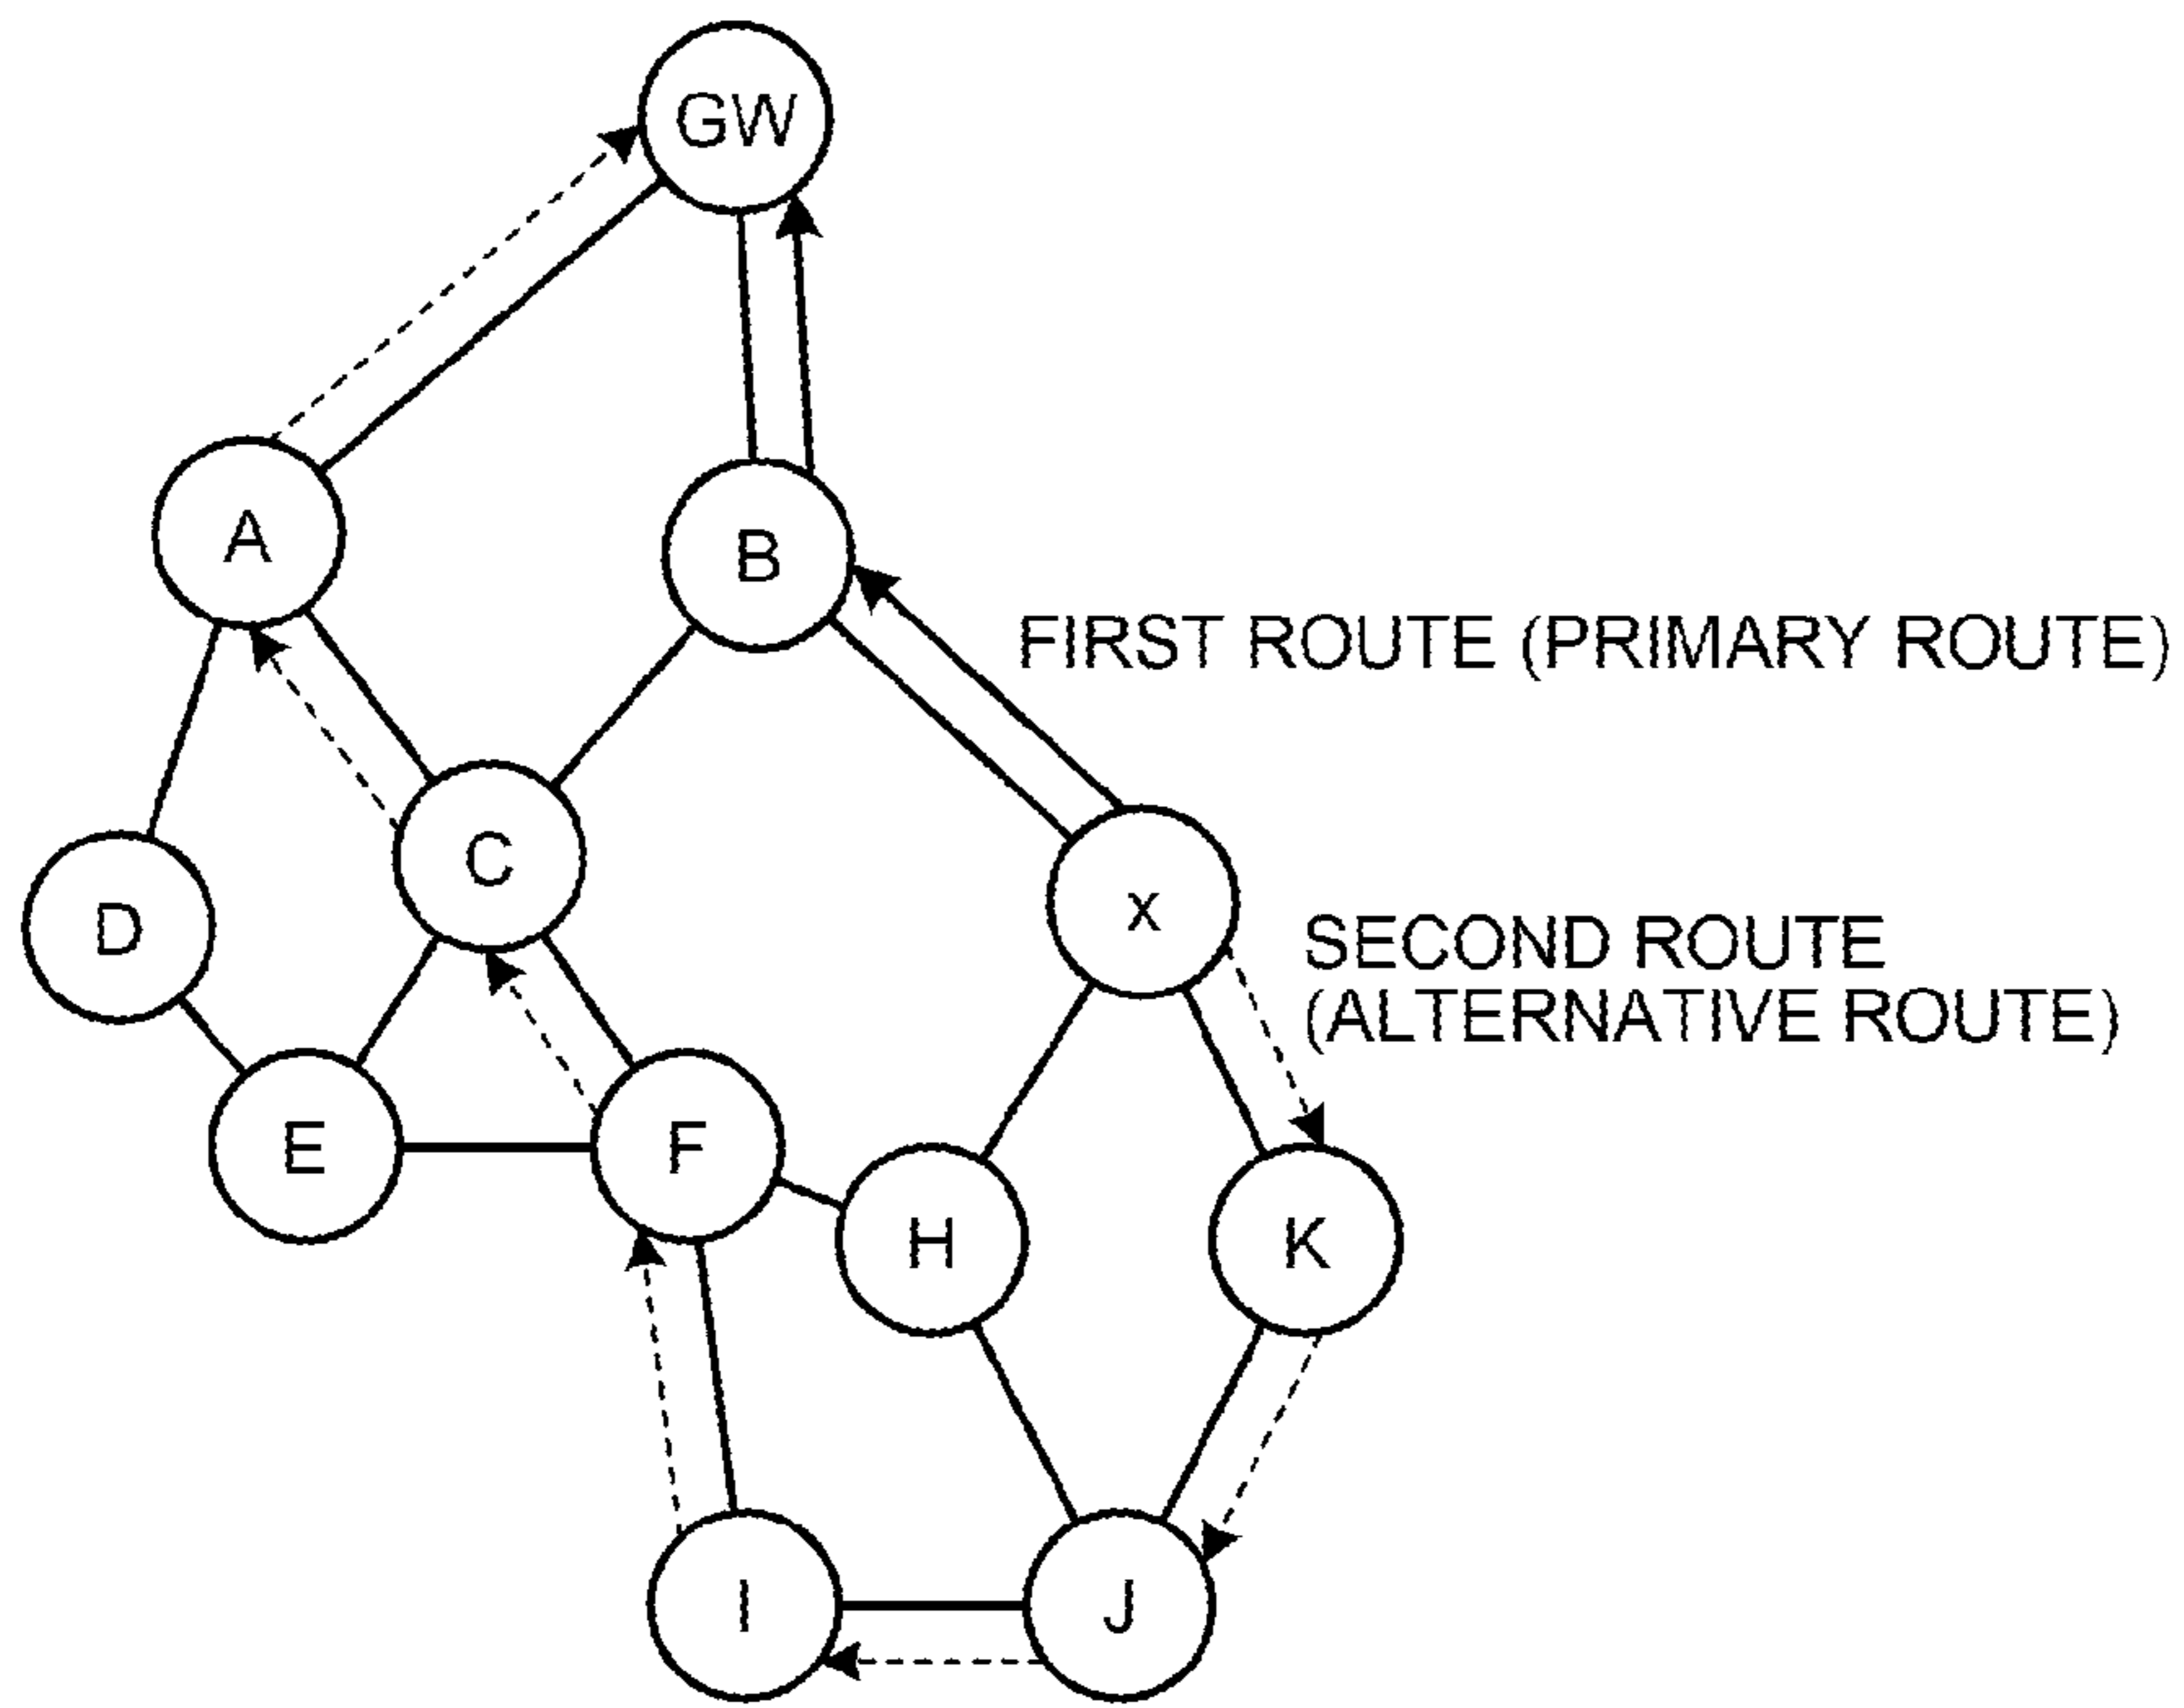 GW
A
B
FIRST ROUTE (PRIMARY ROUTE)
C
x
D
SECOND ROUTE
(ALTERNATIVE ROUTE)
E
F
H
K
I
J